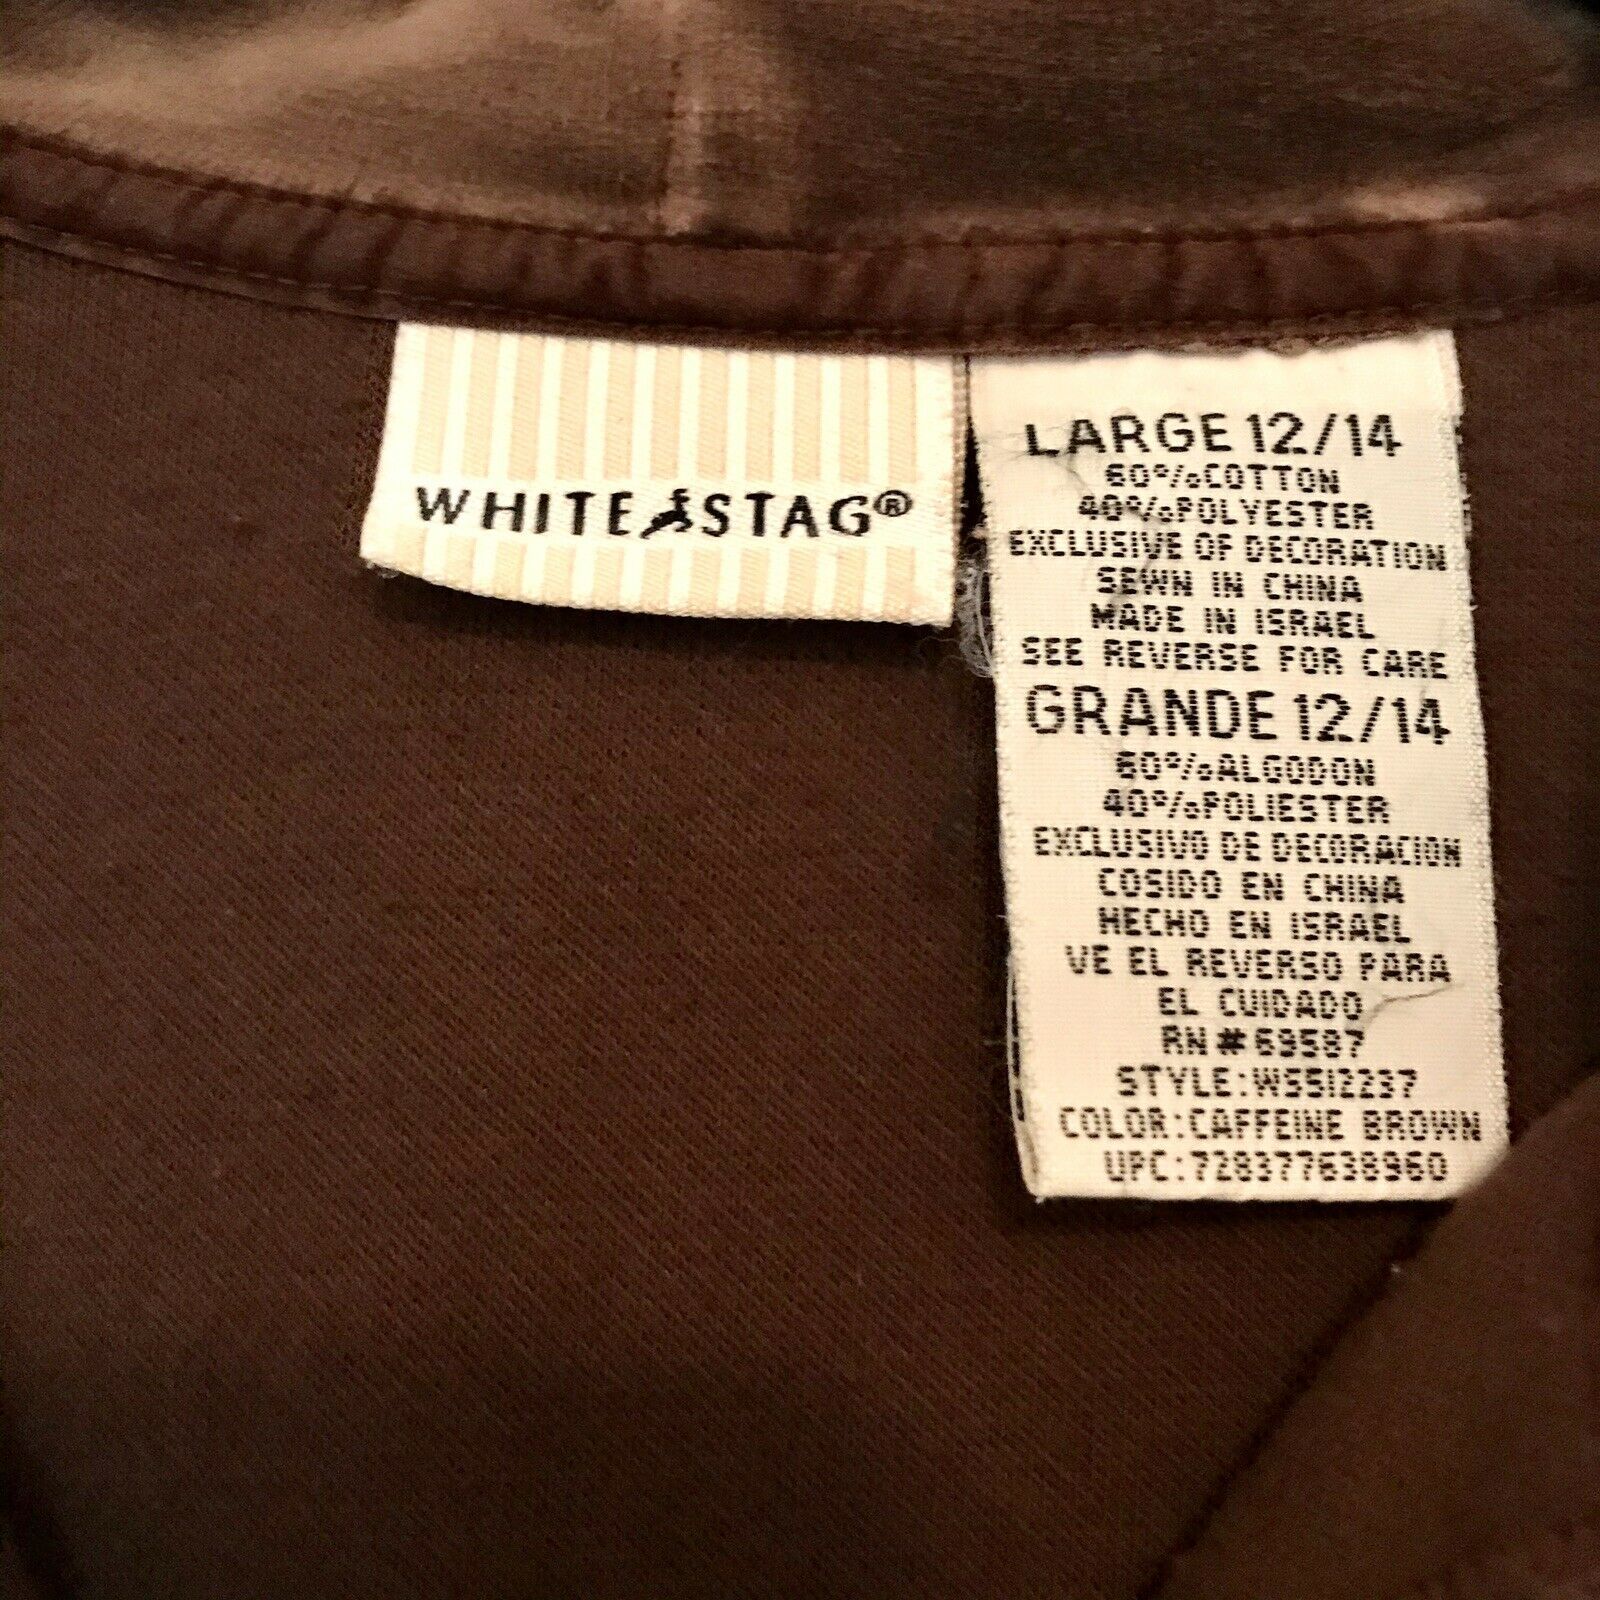 WHITE STAG®
LARGE 12/14
60%COTTON
40%POLYESTER
EXCLUSIVE OF DECORATION
SEWN IN CHINA
MADE IN ISRAEL
SEE REVERSE FOR CARE
GRANDE 12/14
60%ALGODON
40%POLIESTER
EXCLUSIVO DE DECORACION
COSIDO EN CHINA
HECHO EN ISRAEL
VE EL REVERSO PARA
EL CUIDADO
RN # 69587
STYLE:WS512237
COLOR:CAFFEINE BROWN
UPC:728377638960